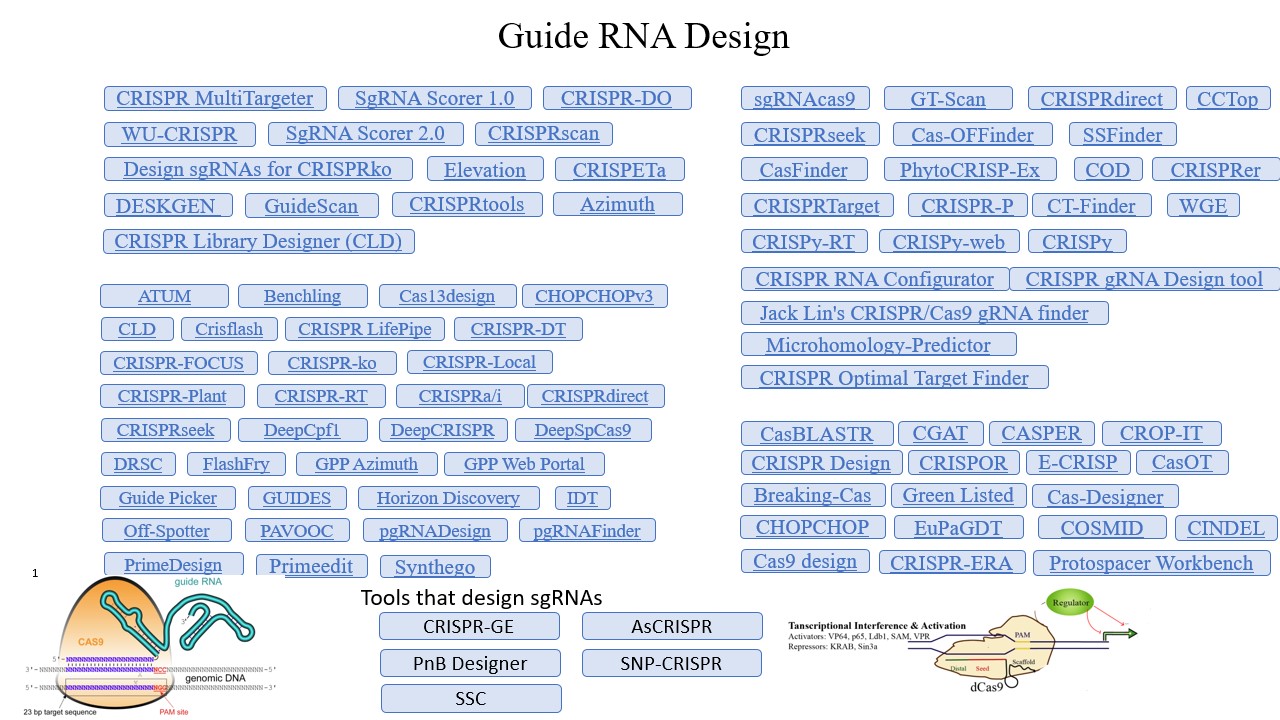 Guide RNA Design
CRISPR MultiTargeter SgRNA Scorer 1.0 CRISPR-DO
WU-CRISPR SgRNA Scorer 2.0 CRISPRscan
Design sgRNAs for CRISPRko Elevation CRISPETa
DESKGEN GuideScan CRISPRtools Azimuth
CRISPR Library Designer (CLD)
ATUM Benchling Cas13design CHOPCHOPv3
CLD Crisflash CRISPR LifePipe CRISPR-DT
CRISPR-FOCUS CRISPR-ko CRISPR-Local
CRISPR-Plant CRISPR-RT CRISPRa/i CRISPRdirect
CRISPRseek DeepCpf1 DeepCRISPR DeepSpCas9
DRSC FlashFry GPP Azimuth GPP Web Portal
Guide Picker GUIDES Horizon Discovery IDT
Off-Spotter PAVOOC pgRNADesign pgRNAFinder
PrimeDesign Primeedit Synthego
sgRNAcas9 GT-Scan CRISPRdirect CCTop
CRISPRseek Cas-OFFinder SSFinder
CasFinder PhytoCRISP-Ex COD CRISPRer
CRISPRTarget CRISPR-P CT-Finder WGE
CRISPy-RT CRISPy-web CRISPy
CRISPR RNA Configurator CRISPR gRNA Design tool
Jack Lin's CRISPR/Cas9 gRNA finder
Microhomology-Predictor
CRISPR Optimal Target Finder
CasBLASTR CGAT CASPER CROP-IT
CRISPR Design CRISPOR E-CRISP CasOT
Breaking-Cas Green Listed Cas-Designer
CHOPCHOP EuPaGDT COSMID CINDEL
Cas9 design CRISPR-ERA Protospacer Workbench
1
guide RNA
CAS9
genomic DNA
23 bp target sequence
PAM site
Tools that design sgRNAs
CRISPR-GE AsCRISPR
PnB Designer SNP-CRISPR
SSC
Regulator
Transcriptional Interference & Activation
Activators: VP64, p65, Ldb1, SAM, VPR
Repressors: KRAB, Sin3a
PAM
Distal Seed Scaffold
dCas9